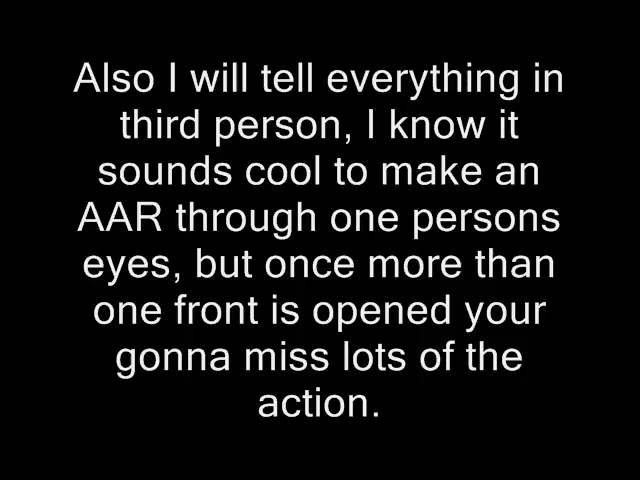 Also I will tell everything in
third person, I know it
sounds cool to make an
AAR through one persons
eyes, but once more than
one front is opened your
gonna miss lots of the
action.